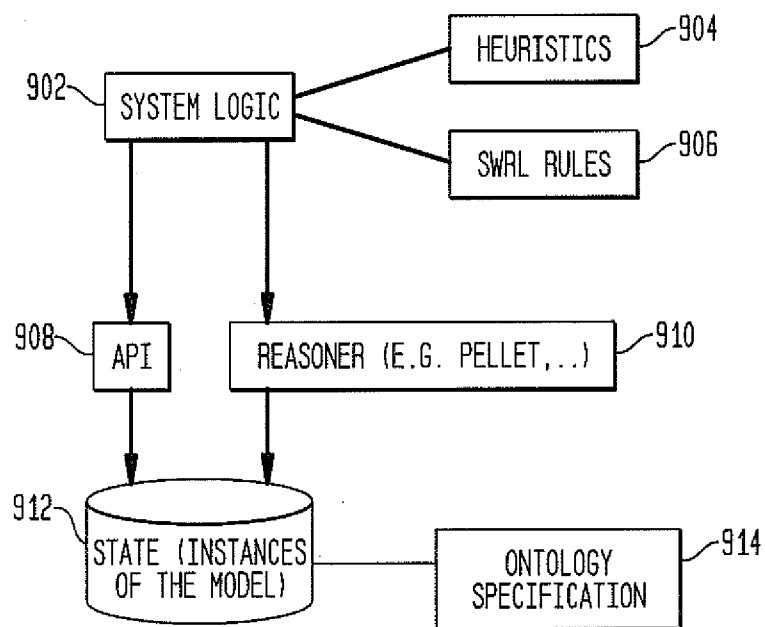 HEURISTICS
904
902
SYSTEM LOGIC
SWRL RULES
906
908
API
REASONER (E.G. PELLET,..)
910
912
STATE (INSTANCES
OF THE MODEL)
ONTOLOGY
SPECIFICATION
914